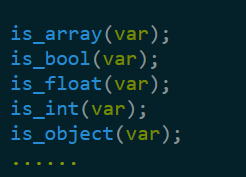 is_array(var);
is_bool(var);
is_float(var);
is_int(var);
is_object(var);
......